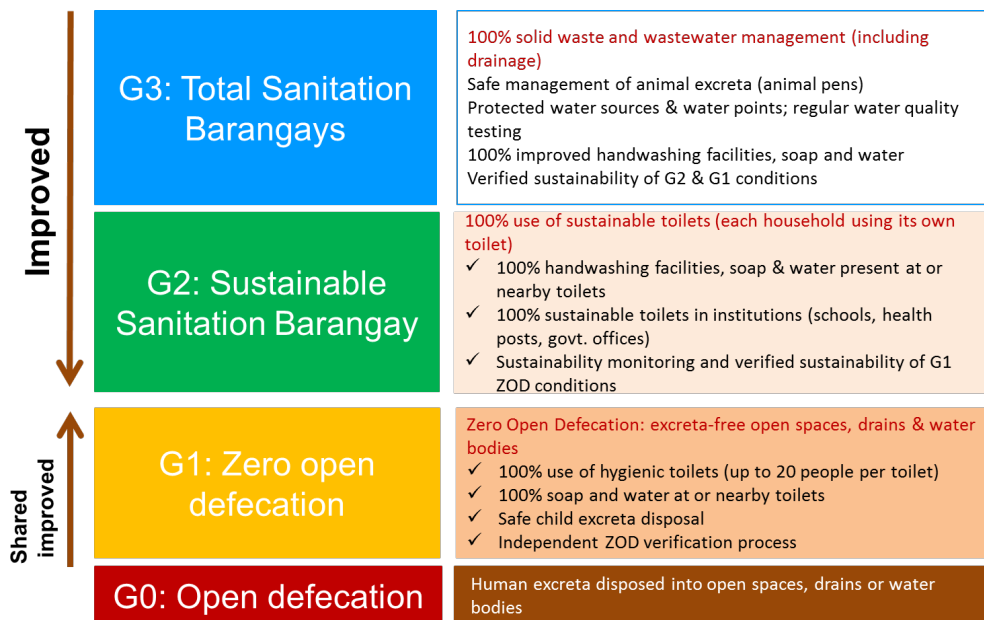 Improved
G3: Total Sanitation
Barangays
100% solid waste and wastewater management (including
drainage)
Safe management of animal excreta (animal pens)
Protected water sources & water points; regular water quality
testing
100% improved handwashing facilities, soap and water
Verified sustainability of G2 & G1 conditions
G2: Sustainable
Sanitation Barangay
100% use of sustainable toilets (each household using its own
toilet)
✓ 100% handwashing facilities, soap & water present at or
nearby toilets
✓ 100% sustainable toilets in institutions (schools, health
posts, govt. offices)
✓ Sustainability monitoring and verified sustainability of G1
ZOD conditions
Shared
improved
G1: Zero open
defecation
Zero Open Defecation: excreta-free open spaces, drains & water
bodies
✓ 100% use of hygienic toilets (up to 20 people per toilet)
✓ 100% soap and water at or nearby toilets
✓ Safe child excreta disposal
✓ Independent ZOD verification process
G0: Open defecation
Human excreta disposed into open spaces, drains or water
bodies